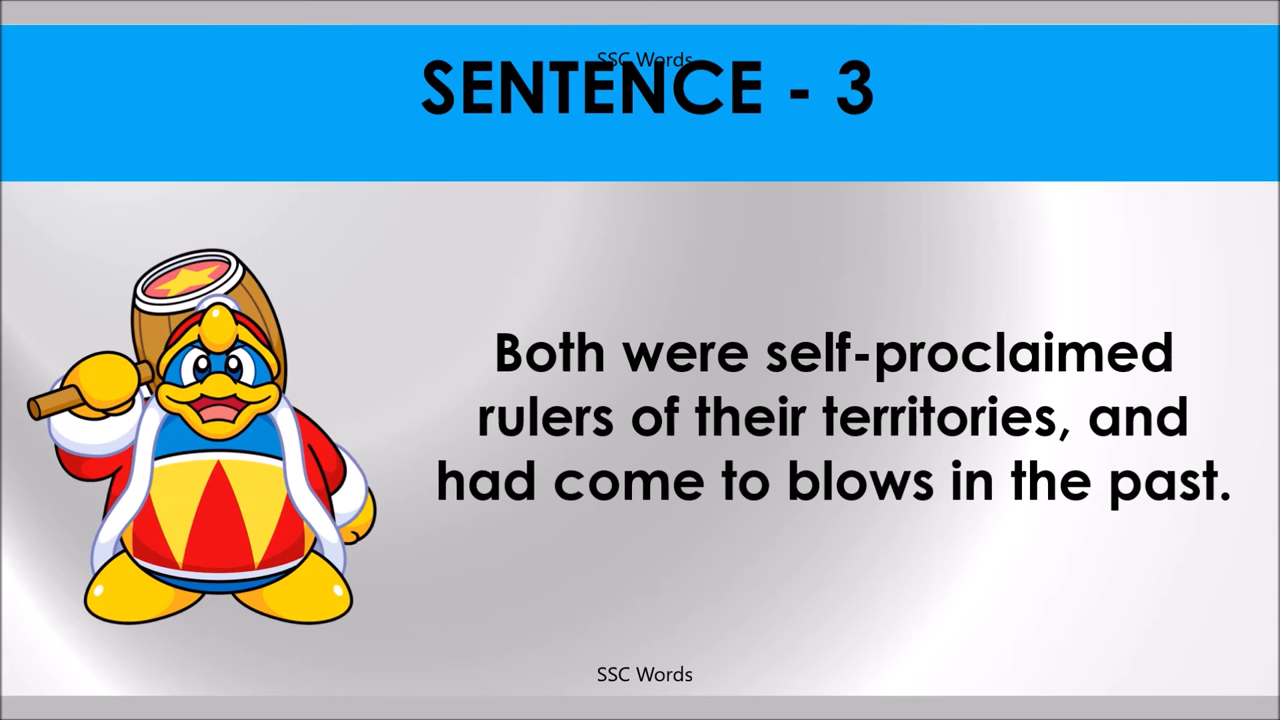 SSC Words
SENTENCE - 3
Both were self-proclaimed
rulers of their territories, and
had come to blows in the past.
SSC Words